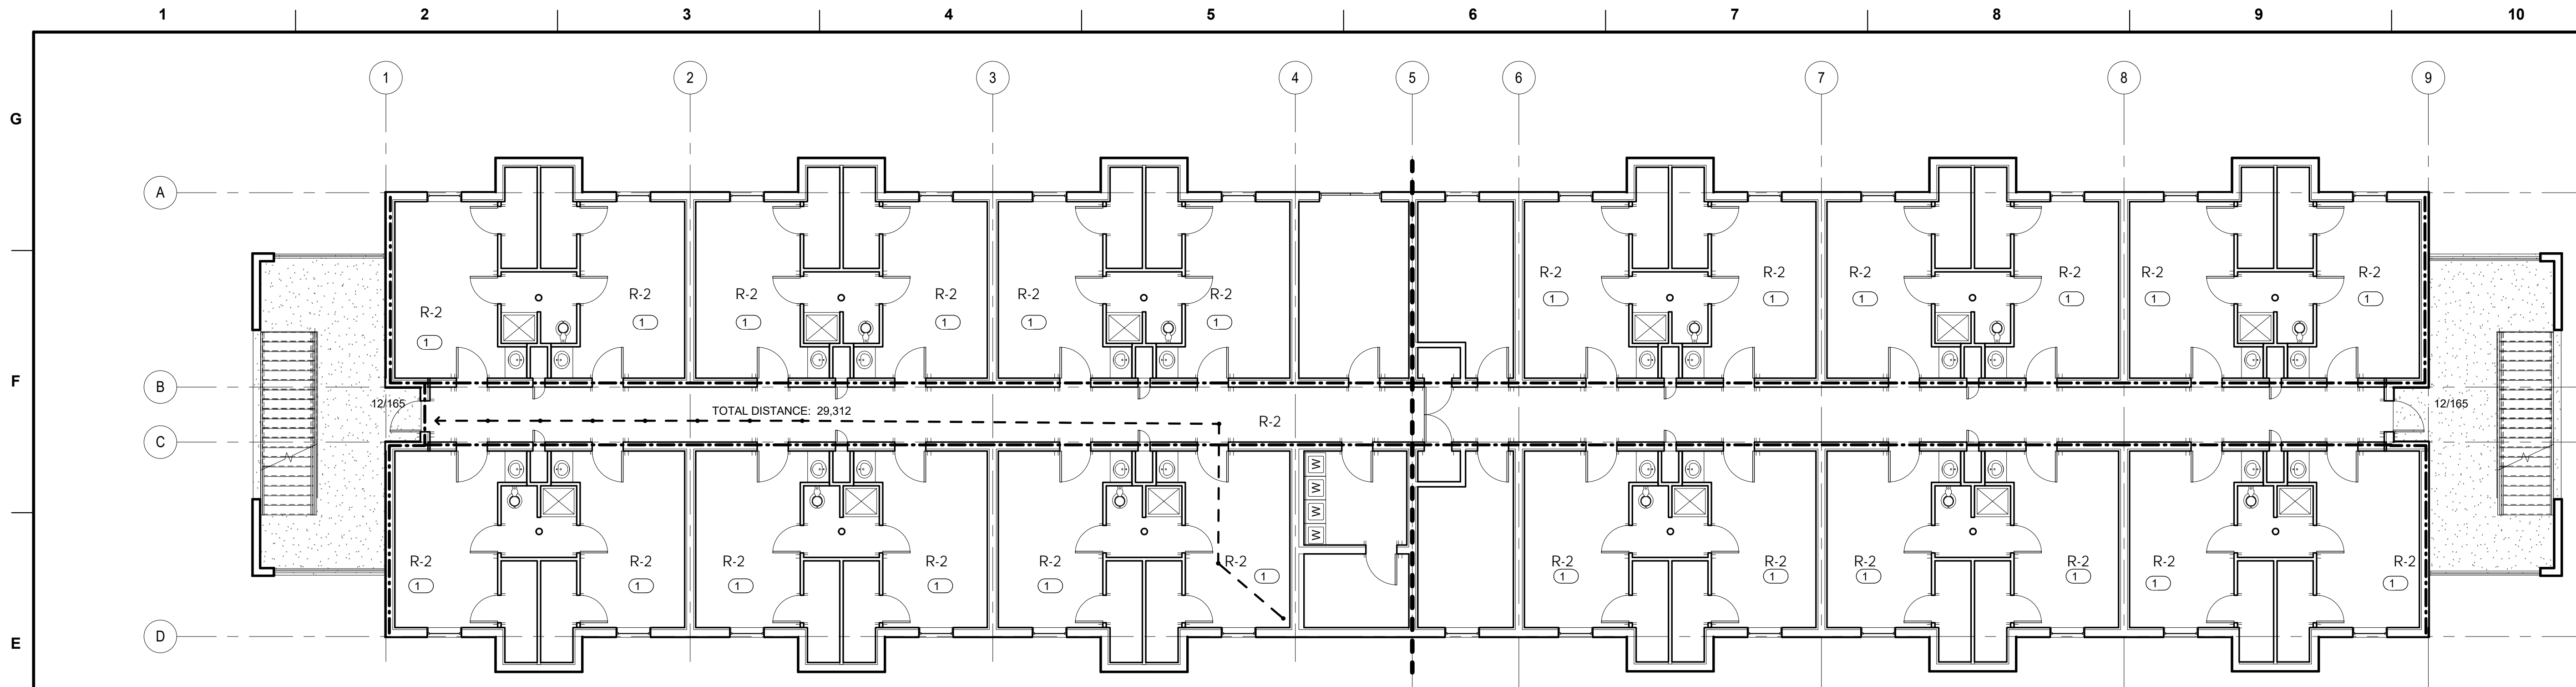 1 2 3 4 5 6 7 8 9 10
1 2 3 4 5 6 7 8 9
G
A
R-2 R-2 R-2 R-2 R-2 R-2
1 1 1 1 1 1
R-2 R-2 R-2 R-2 R-2 R-2
1 1 1 1 1 1
F
B
12/165
TOTAL DISTANCE: 29,312
R-2
12/165
C
W
W
W
W
R-2 R-2 R-2 R-2 R-2 R-2
1 1 1 1 1 1
R-2 R-2 R-2 R-2 R-2 R-2
1 1 1 1 1 1
D
E